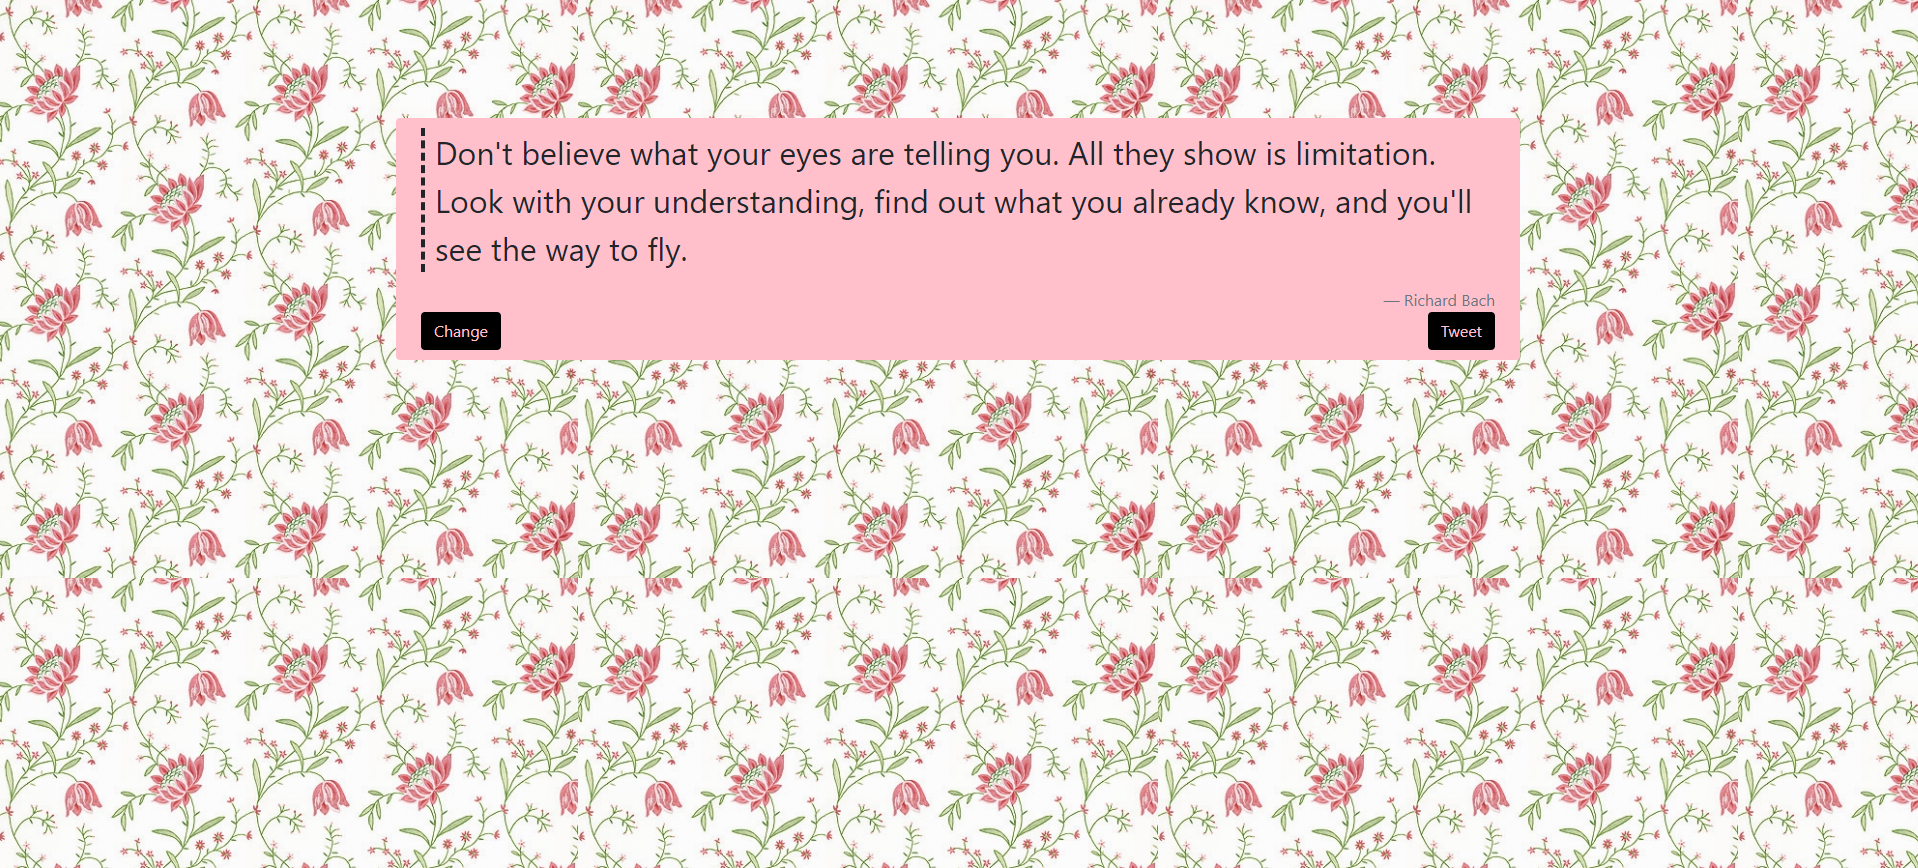 Don't believe what your eyes are telling you. All they show is limitation.
Look with your understanding, find out what you already know, and you'll
see the way to fly.
— Richard Bach
Change
Tweet